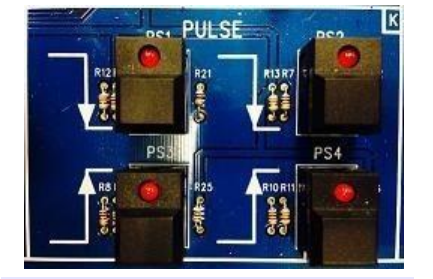 PS1 PULSE PS2 K
R12 R21 R13 R7
PS3 PS4
R8 R25 R10 R11